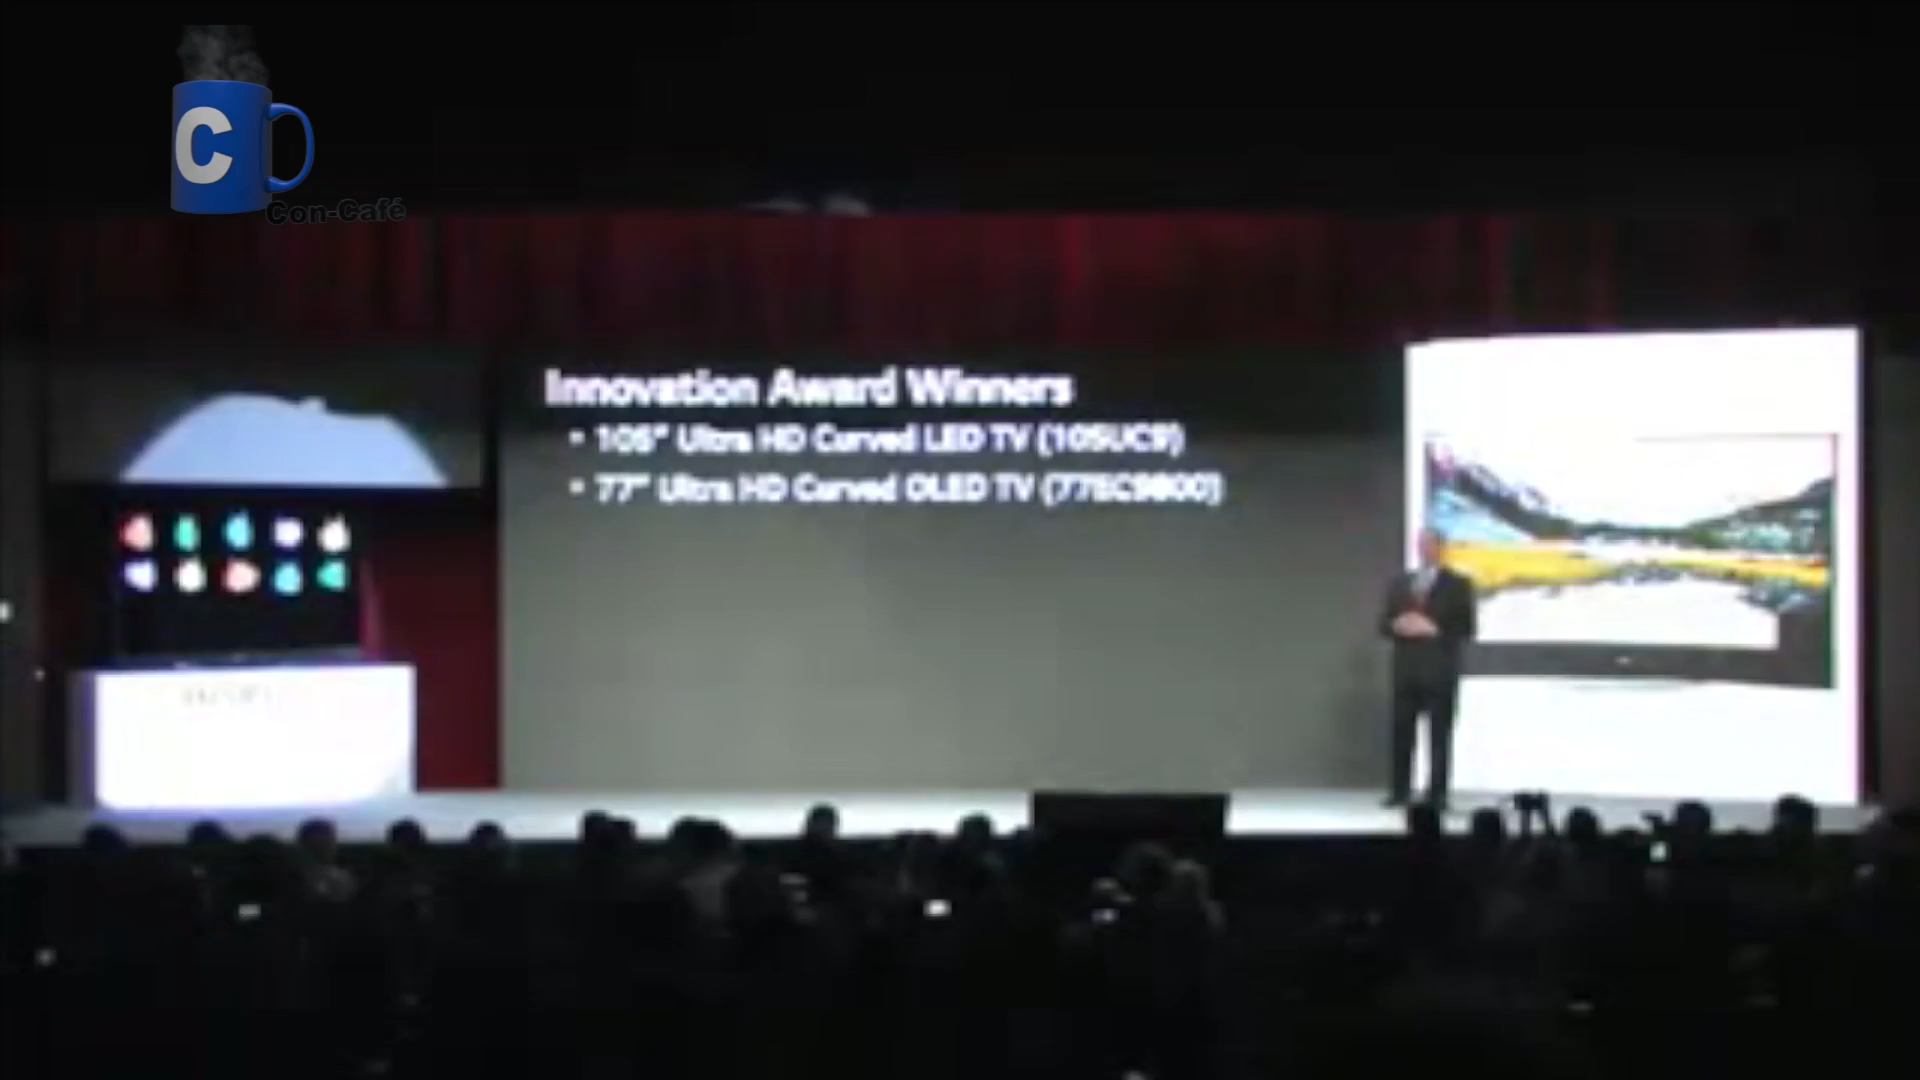 C
Con-Café
Innovation Award Winners
• 105" Ultra HD Curved LED TV (105UC9)
• 77" Ultra HD Curved OLED TV (77EC9800)